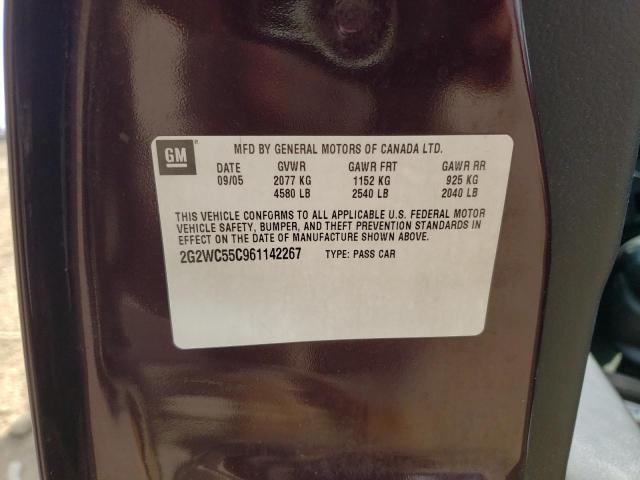 GM
MFD BY GENERAL MOTORS OF CANADA LTD.
DATE GVWR GAWR FRT GAWR RR
09/05 2077 KG 1152 KG 925 KG
4580 LB 2540 LB 2040 LB
THIS VEHICLE CONFORMS TO ALL APPLICABLE U.S. FEDERAL MOTOR
VEHICLE SAFETY, BUMPER, AND THEFT PREVENTION STANDARDS IN
EFFECT ON THE DATE OF MANUFACTURE SHOWN ABOVE.
2G2WC55C961142267 TYPE: PASS CAR